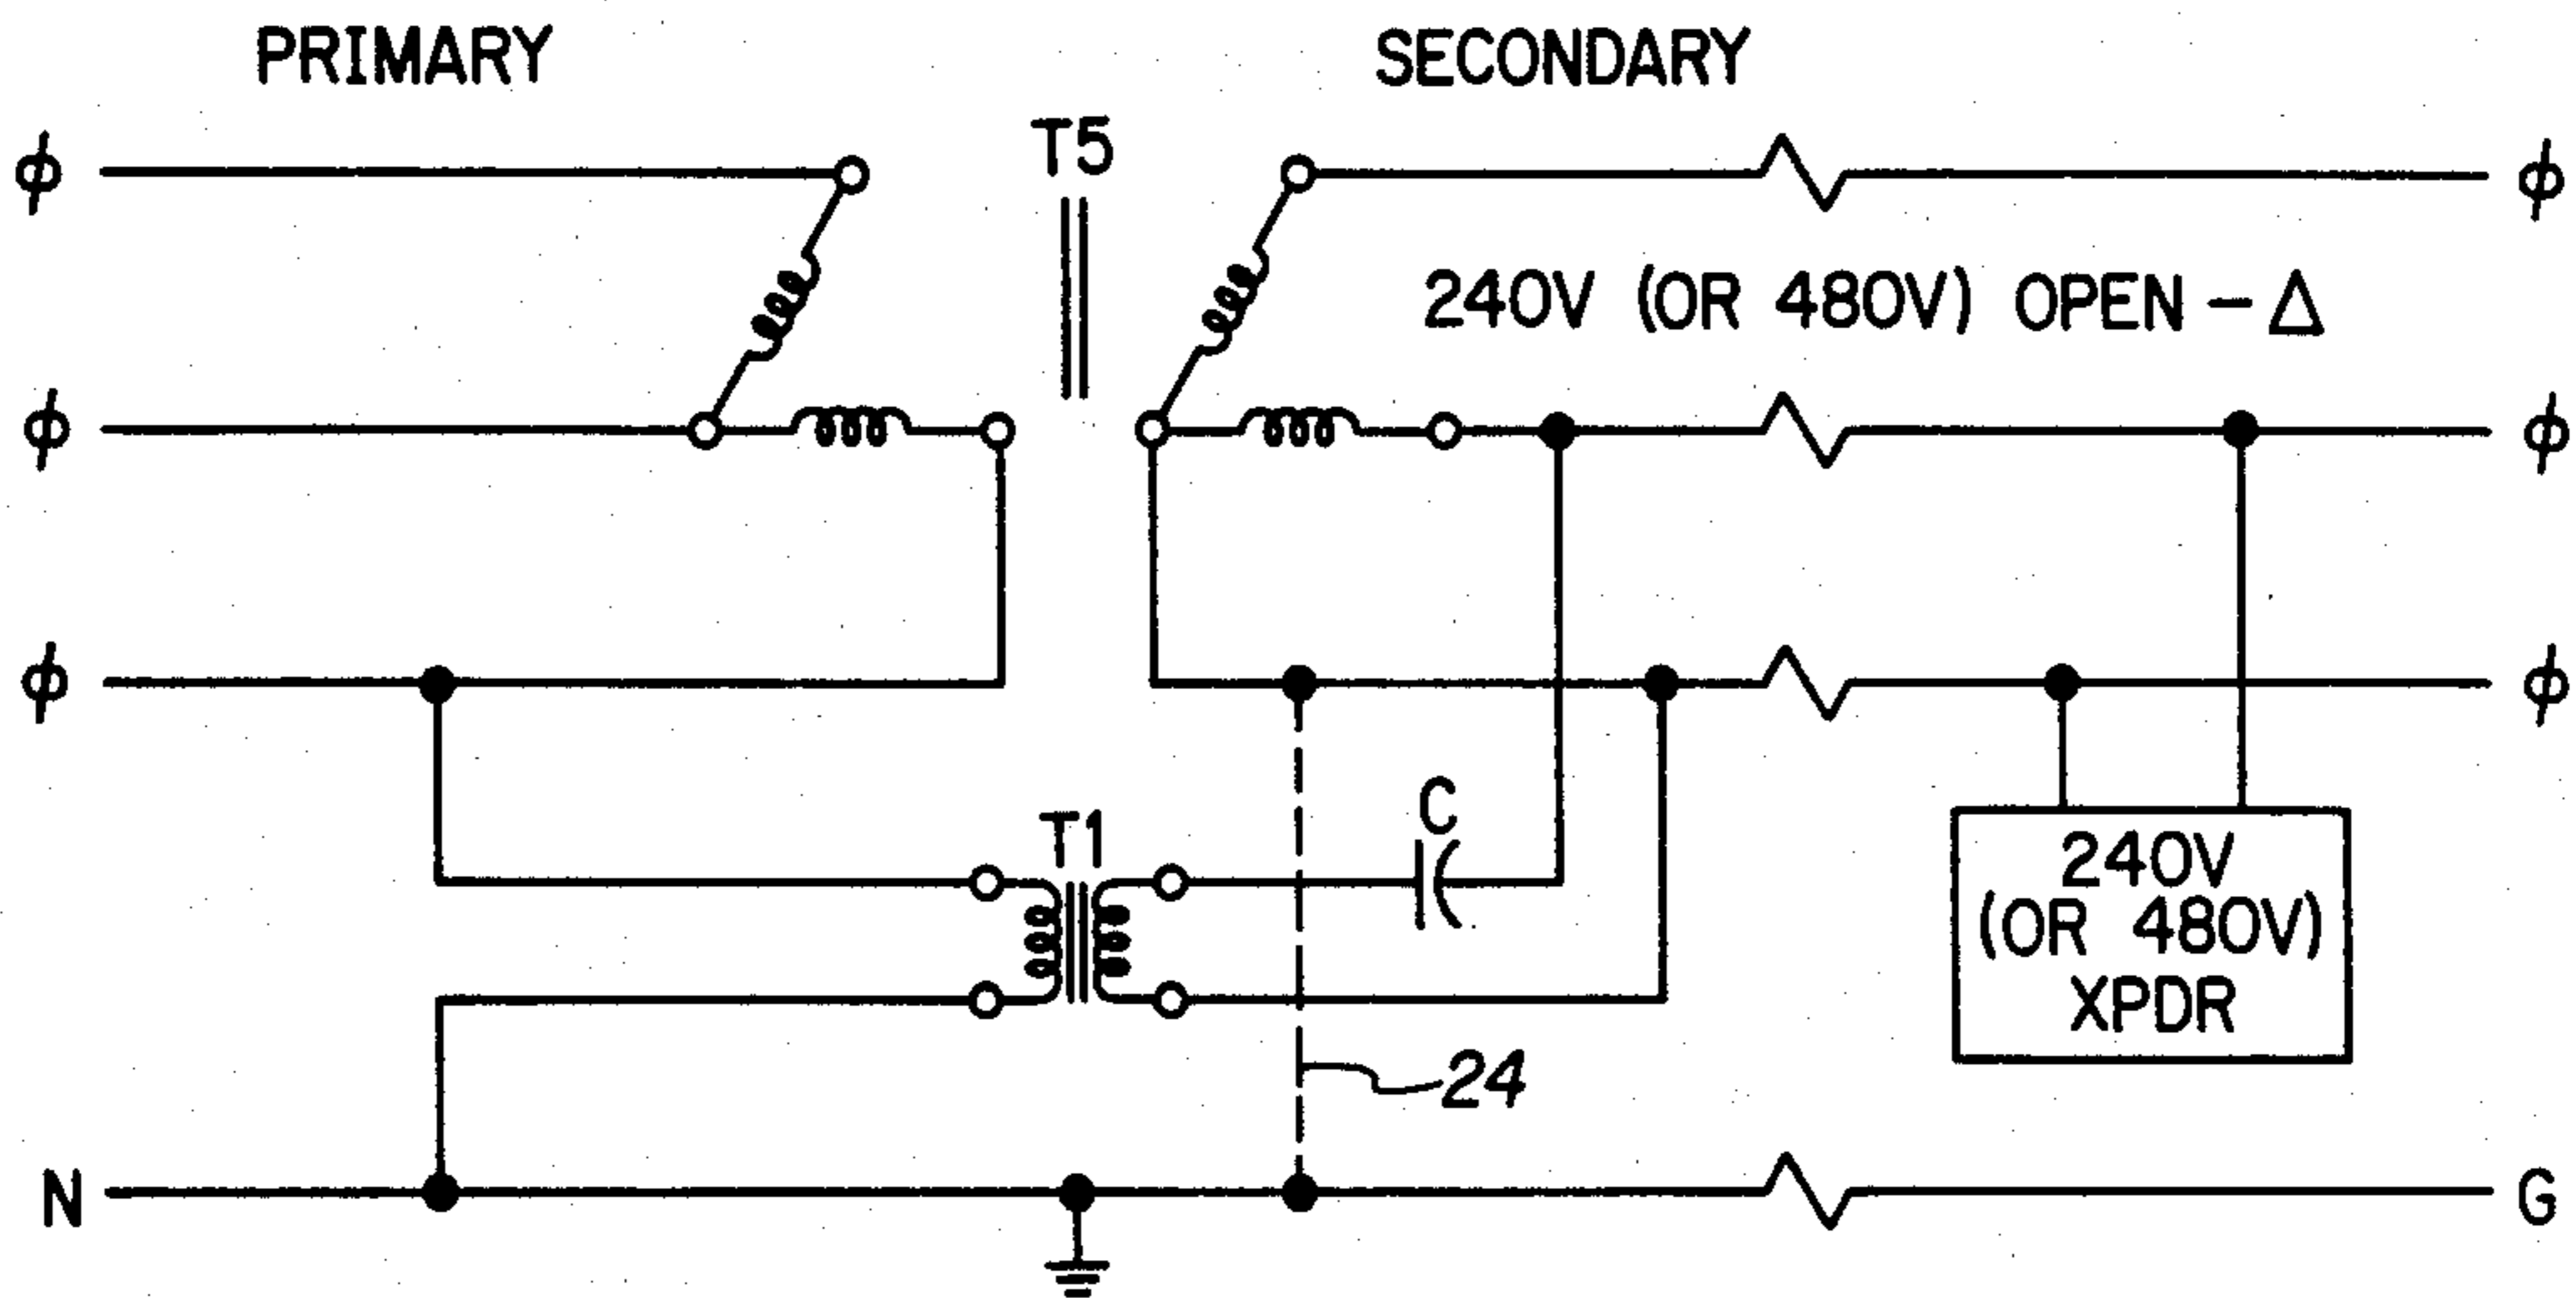 PRIMARY
SECONDARY
T5
ϕ
ϕ
240V (OR 480V) OPEN - Δ
ϕ
ϕ
ϕ
ϕ
C
T1
240V
(OR 480V)
XPDR
24
N
G